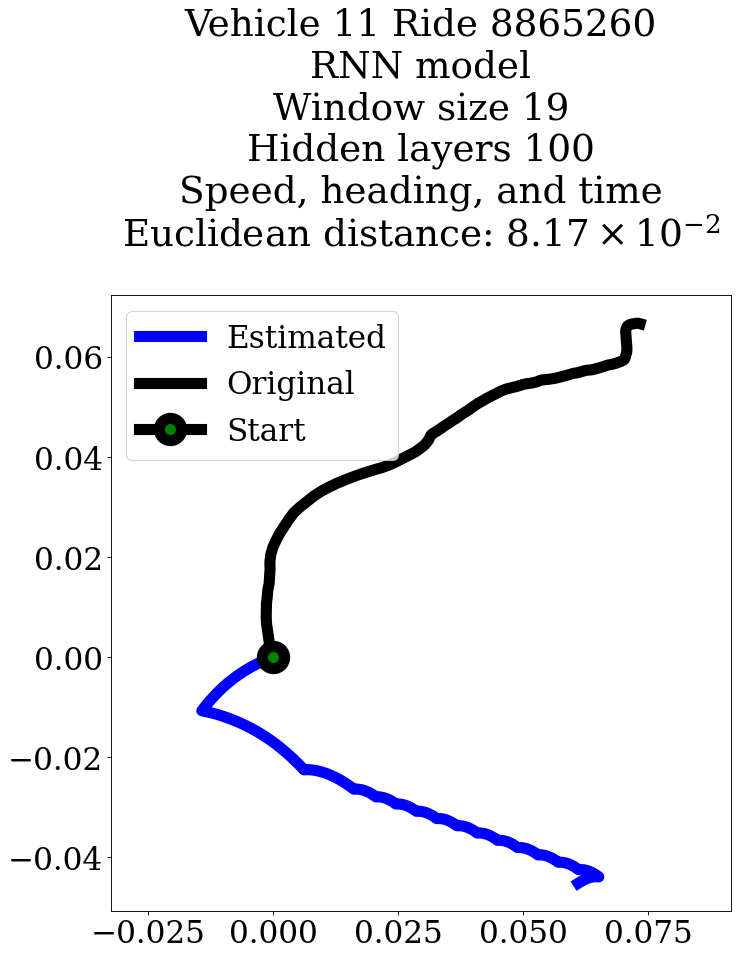 Vehicle 11 Ride 8865260
RNN model
Window size 19
Hidden layers 100
Speed, heading, and time
Euclidean distance: 8.17 × 10⁻²
Estimated
Original
Start
0.06
0.04
0.02
0.00
−0.02
−0.04
−0.025 0.000 0.025 0.050 0.075